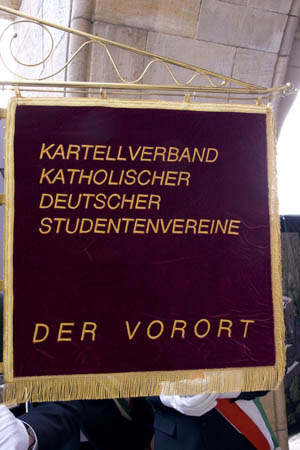 KARTELLVERBAND
KATHOLISCHER
DEUTSCHER
STUDENTENVEREINE
DER VORORT